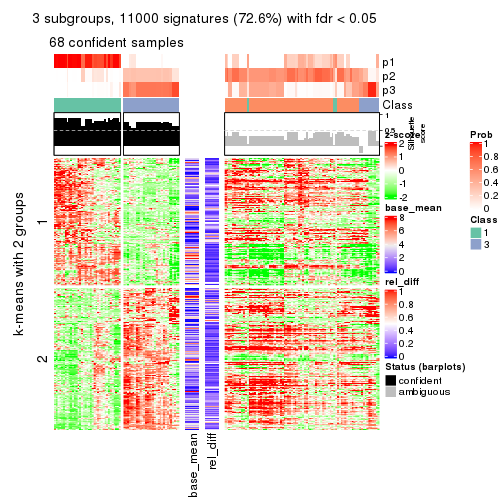 3 subgroups, 11000 signatures (72.6%) with fdr < 0.05
68 confident samples
p1
p2
p3
Class
1
0.5
Silhouette
score
k-means with 2 groups
1
2
base_mean
rel_diff
z-score
2
1
0
-1
-2
base_mean
8
6
4
2
0
rel_diff
1
0.8
0.6
0.4
0.2
0
Status (barplots)
confident
ambiguous
Prob
1
0.8
0.6
0.4
0.2
0
Class
1
3